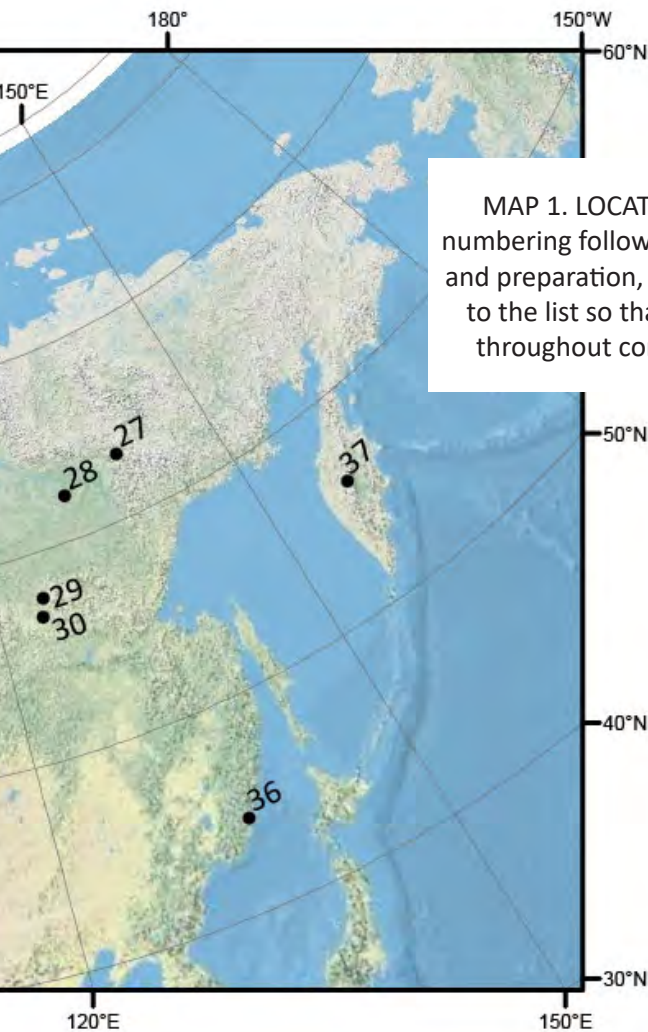 180°
150°W
60°N
150°E
MAP 1. LOCAT
numbering follow
and preparation,
to the list so tha
throughout co
50°N
27
28
37
29
30
40°N
36
30°N
120°E
150°E